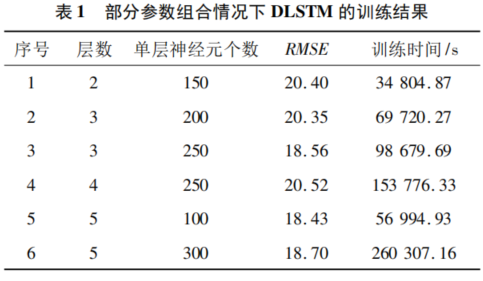 表1 部分参数组合情况下 DLSTM 的训练结果
序号 层数 单层神经元个数 RMSE 训练时间/s
1 2 150 20.40 34 804.87
2 3 200 20.35 69 720.27
3 3 250 18.56 98 679.69
4 4 250 20.52 153 776.33
5 5 100 18.43 56 994.93
6 5 300 18.70 260 307.16